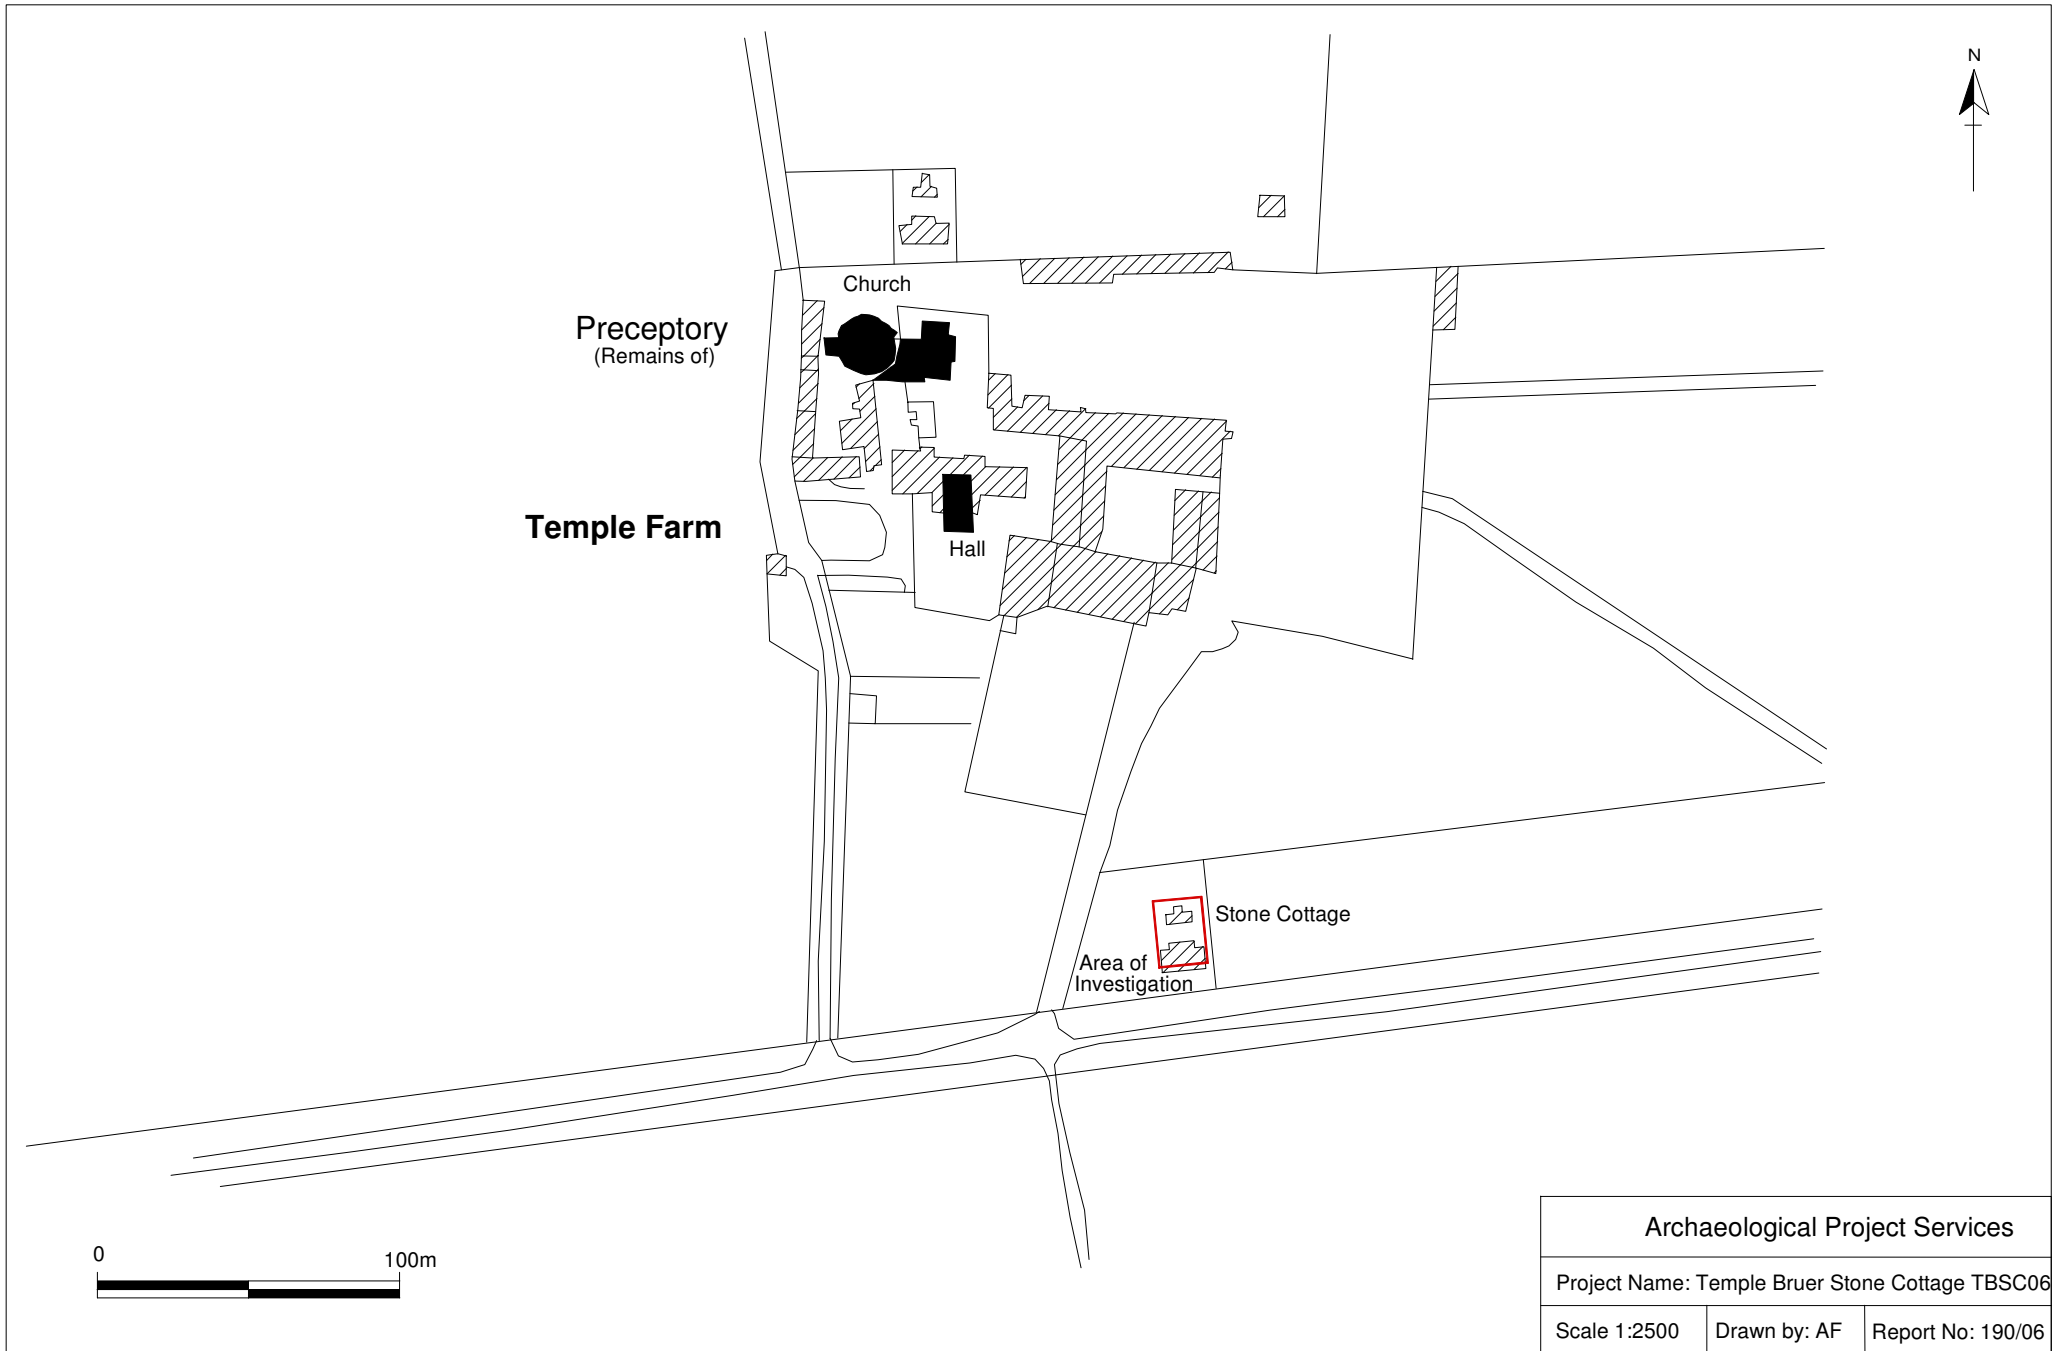 N
Church
Preceptory
(Remains of)
Temple Farm
Hall
Stone Cottage
Area of
Investigation
0 100m
Archaeological Project Services
Project Name: Temple Bruer Stone Cottage TBSC06
Scale 1:2500 Drawn by: AF Report No: 190/06